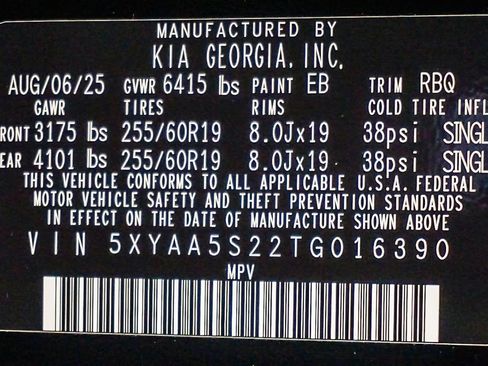 MANUFACTURED BY
KIA GEORGIA, INC.
AUG/06/25 GVWR 6415 lbs PAINT EB TRIM RBQ
GAWR TIRES RIMS COLD TIRE INFL
RONT 3175 lbs 255/60R19 8.0Jx19 38psi SINGL
EAR 4101 lbs 255/60R19 8.0Jx19 38psi SINGL
THIS VEHICLE CONFORMS TO ALL APPLICABLE U.S.A. FEDERAL
MOTOR VEHICLE SAFETY AND THEFT PREVENTION STANDARDS
IN EFFECT ON THE DATE OF MANUFACTURE SHOWN ABOVE
VIN 5XYAA5S22TG016390
MPV